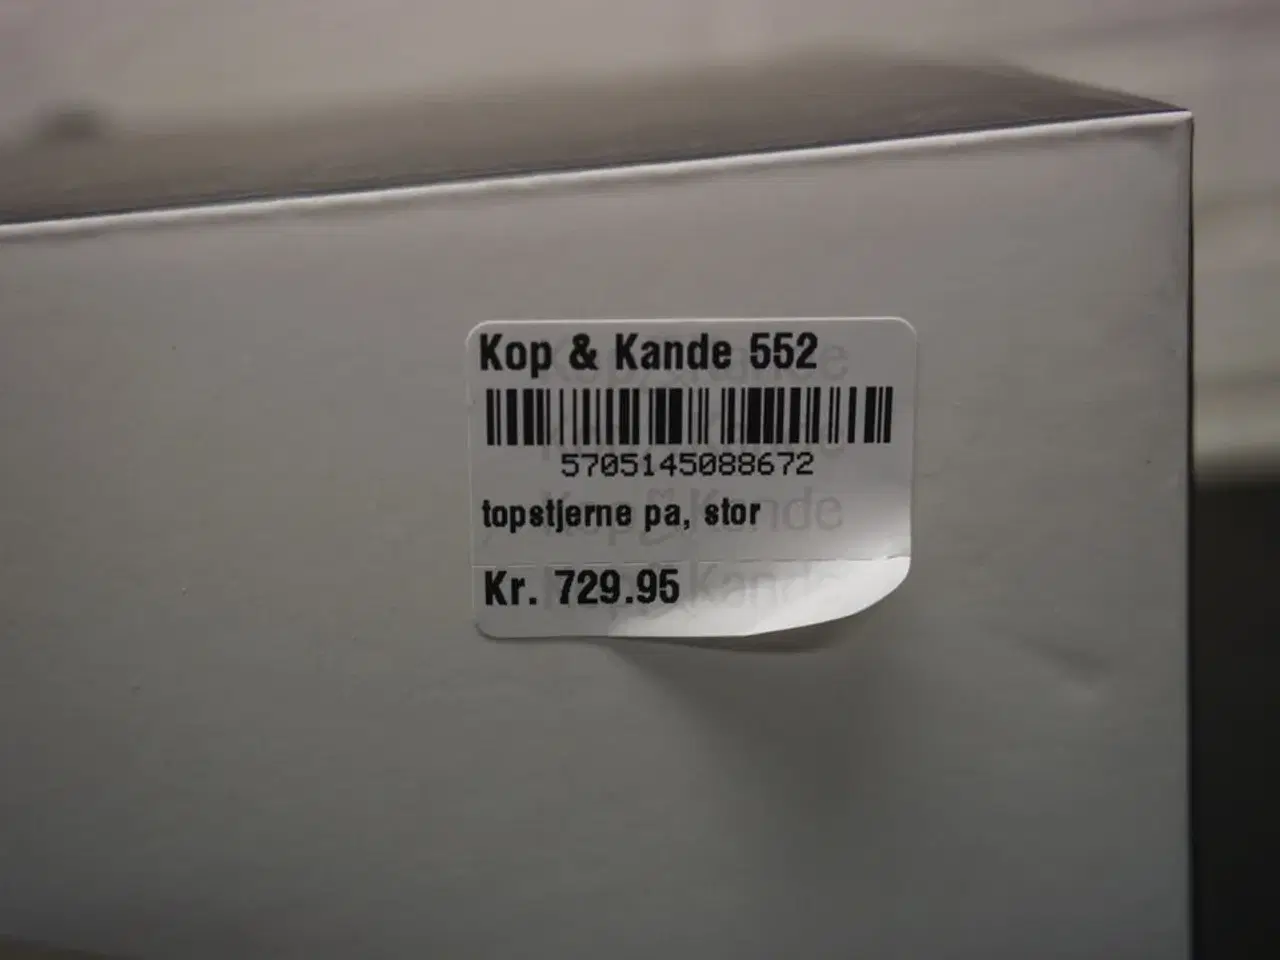 Kop & Kande 552
5705145088672
topstjerne pa, stor
Kr. 729.95